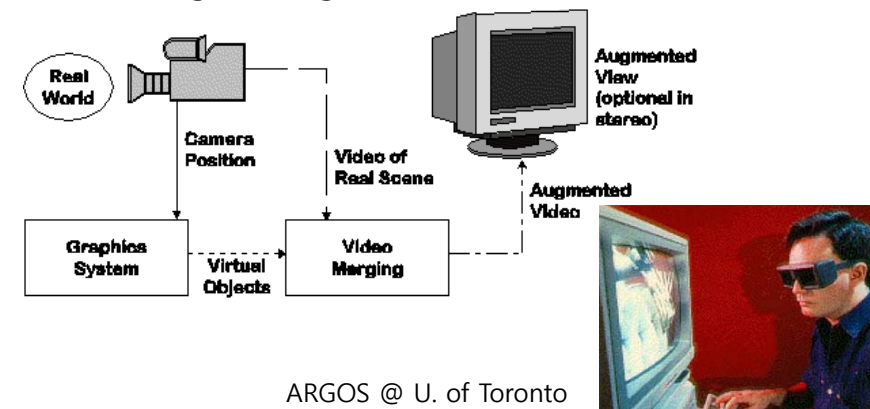 Real
World
Camera
Position
Video of
Real Scene
Augmented
View
(optional in
stereo)
Augmented
Video
Graphics
System
Virtual
Objects
Video
Merging
ARGOS @ U. of Toronto